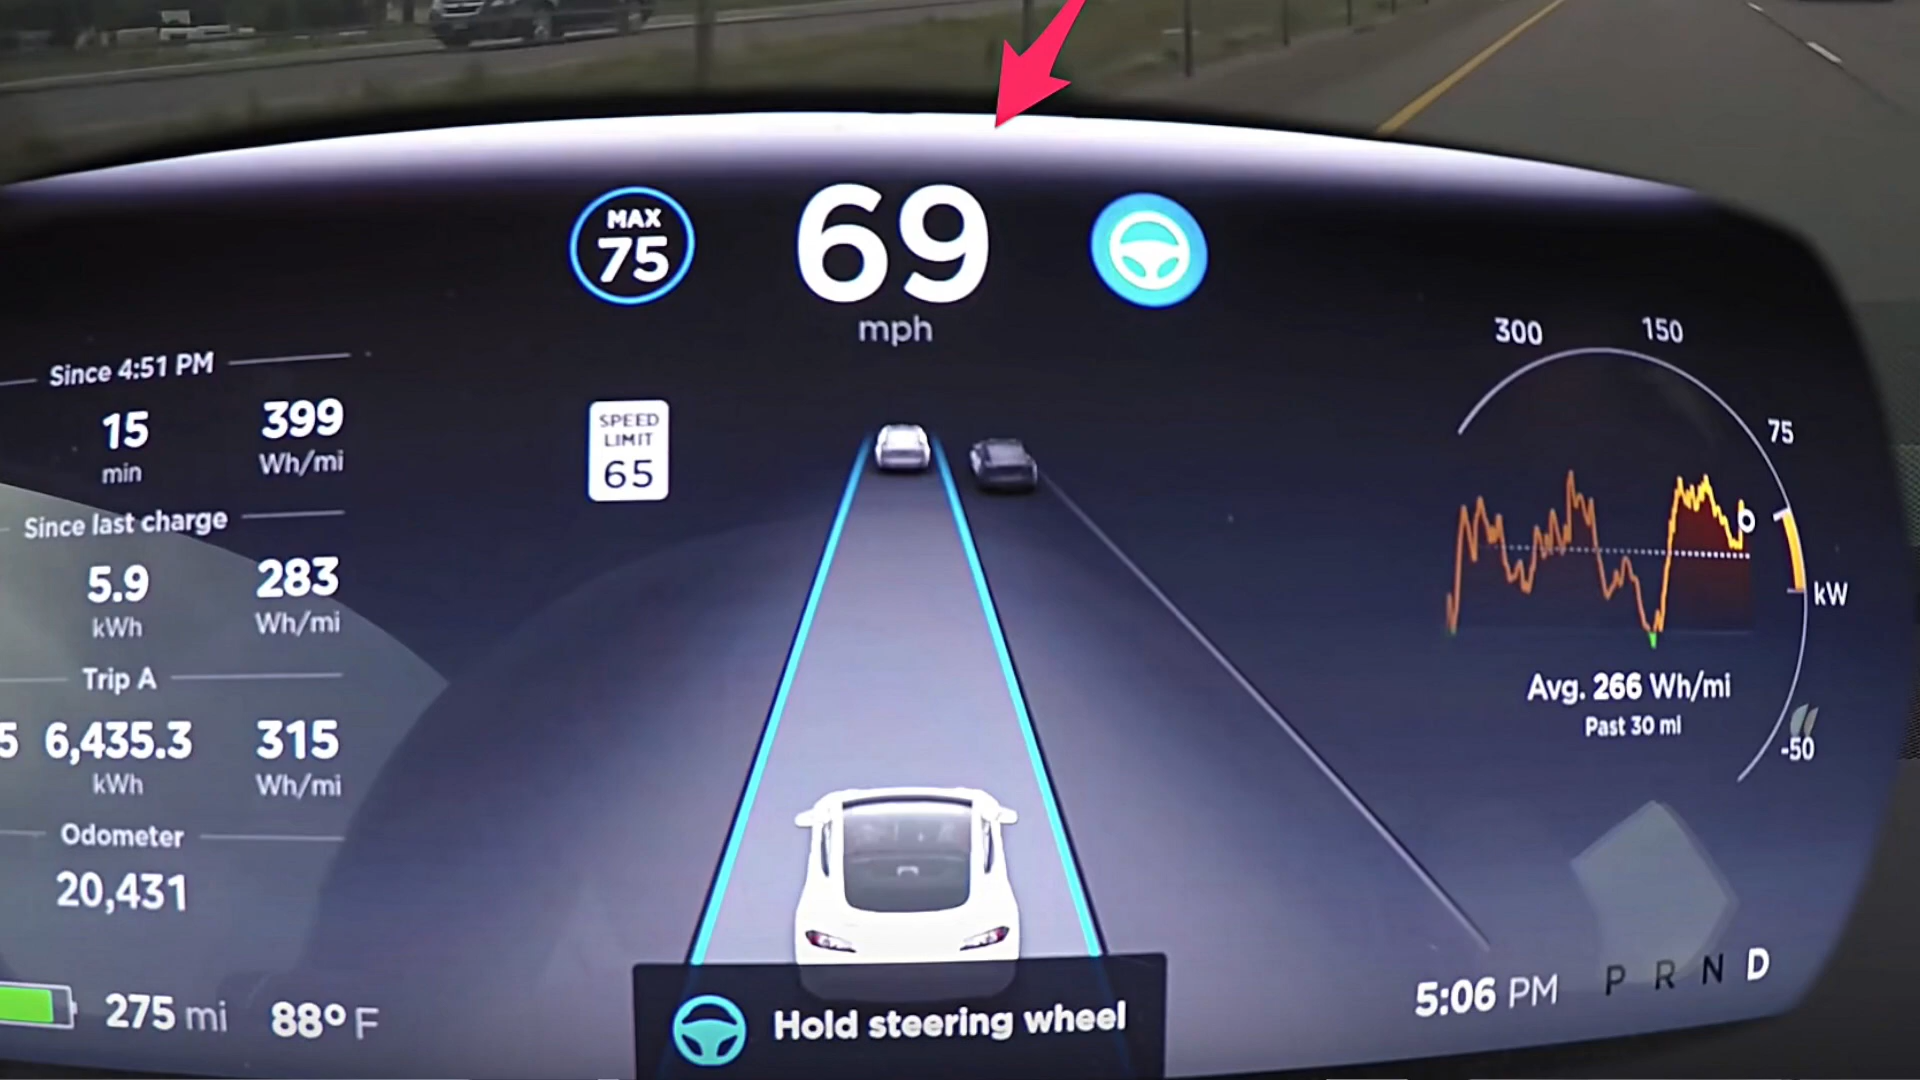 MAX
75
69
mph
SPEED
LIMIT
65
Since 4:51 PM
15
min
399
Wh/mi
Since last charge
5.9
kWh
283
Wh/mi
Trip A
5
6,435.3
kWh
315
Wh/mi
Odometer
20,431
275 mi
88° F
Hold steering wheel
300
150
75
kW
-50
Avg. 266 Wh/mi
Past 30 mi
5:06 PM
P R N D